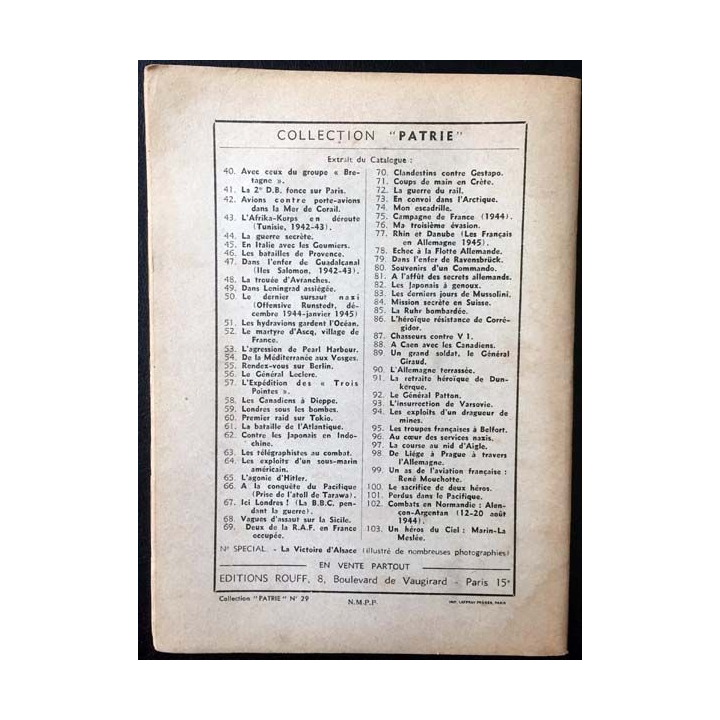 COLLECTION "PATRIE"
Extrait du Catalogue :
40. Avec ceux du groupe « Bre-
tagne ».
41. La 2e D.B. fonce sur Paris.
42. Avions contre porte-avions
dans la Mer de Corail.
43. L'Afrika-Korps en déroute
(Tunisie, 1942-43).
44. La guerre secrète.
45. En Italie avec les Goumiers.
46. Les batailles de Provence.
47. Dans l'enfer de Guadalcanal
(Iles Salomon, 1942-43).
48. La trouée d'Avranches.
49. Dans Leningrad assiégée.
50. Le dernier sursaut nazi
(Offensive Runstedt, dé-
cembre 1944-janvier 1945)
51. Les hydravions gardent l'Océan.
52. Le martyre d'Ascq, village de
France.
53. L'agression de Pearl Harbour.
54. De la Méditerranée aux Vosges.
55. Rendez-vous sur Berlin.
56. Le Général Leclerc.
57. L'Expédition des « Trois
Pointes ».
58. Les Canadiens à Dieppe.
59. Londres sous les bombes.
60. Premier raid sur Tokio.
61. La bataille de l'Atlantique.
62. Contre les Japonais en Indo-
chine.
63. Les télégraphistes au combat.
64. Les exploits d'un sous-marin
américain.
65. L'agonie d'Hitler.
66. A la conquête du Pacifique
(Prise de l'atoll de Tarawa).
67. Ici Londres ! (La B.B.C. pen-
dant la guerre).
68. Vagues d'assaut sur la Sicile.
69. Deux de la R.A.F. en France
occupée.
70. Clandestins contre Gestapo.
71. Coups de main en Crète.
72. La guerre du rail.
73. En convoi dans l'Arctique.
74. Mon escadrille.
75. Campagne de France (1944).
76. Ma troisième évasion.
77. Rhin et Danube (Les Français
en Allemagne 1945).
78. Echec à la Flotte Allemande.
79. Dans l'enfer de Ravensbrück.
80. Souvenirs d'un Commando.
81. A l'affût des secrets allemands.
82. Les Japonais à genoux.
83. Les derniers jours de Mussolini.
84. Mission secrète en Suisse.
85. La Ruhr bombardée.
86. L'héroïque résistance de Corré-
gidor.
87. Chasseurs contre V 1.
88. A Caen avec les Canadiens.
89. Un grand soldat, le Général
Giraud.
90. L'Allemagne terrassée.
91. La retraite héroïque de Dun-
kerque.
92. Le Général Patton.
93. L'insurrection de Varsovie.
94. Les exploits d'un dragueur de
mines.
95. Les troupes françaises à Belfort.
96. Au cœur des services nazis.
97. La course au nid d'Aigle.
98. De Liège à Prague à travers
l'Allemagne.
99. Un as de l'aviation française :
René Mouchotte.
100. Le sacrifice de deux héros.
101. Perdus dans le Pacifique.
102. Combats en Normandie : Alen-
çon-Argentan (12-20 août
1944).
103. Un héros du Ciel : Marin-La
Meslée.
N° SPECIAL. - La Victoire d'Alsace (illustré de nombreuses photographies)
EN VENTE PARTOUT
EDITIONS ROUFF, 8, Boulevard de Vaugirard - Paris 15e
Collection "PATRIE" N° 29
N.M.P.P.
IMP. LAFFRAY FRÈRES, PARIS